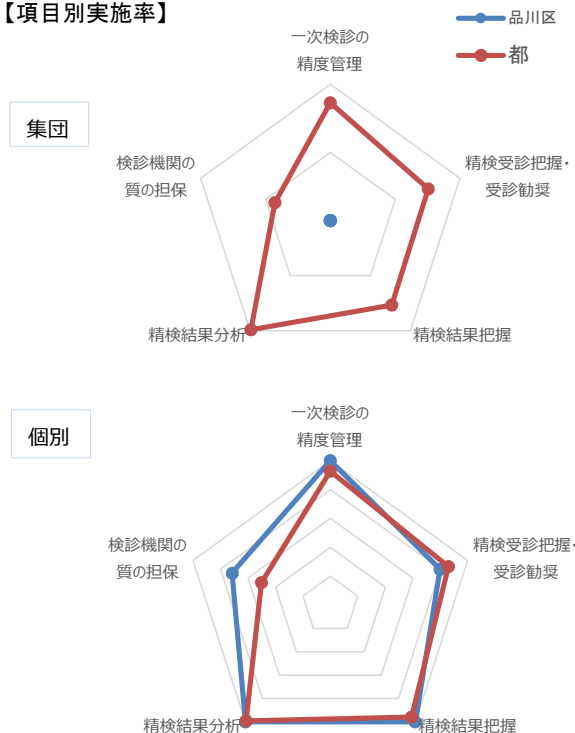 【項目別実施率】
品川区
都
集団
一次検診の
精度管理
精検受診把握・
受診勧奨
精検結果把握
精検結果分析
検診機関の
質の担保
個別
一次検診の
精度管理
精検受診把握・
受診勧奨
精検結果把握
精検結果分析
検診機関の
質の担保